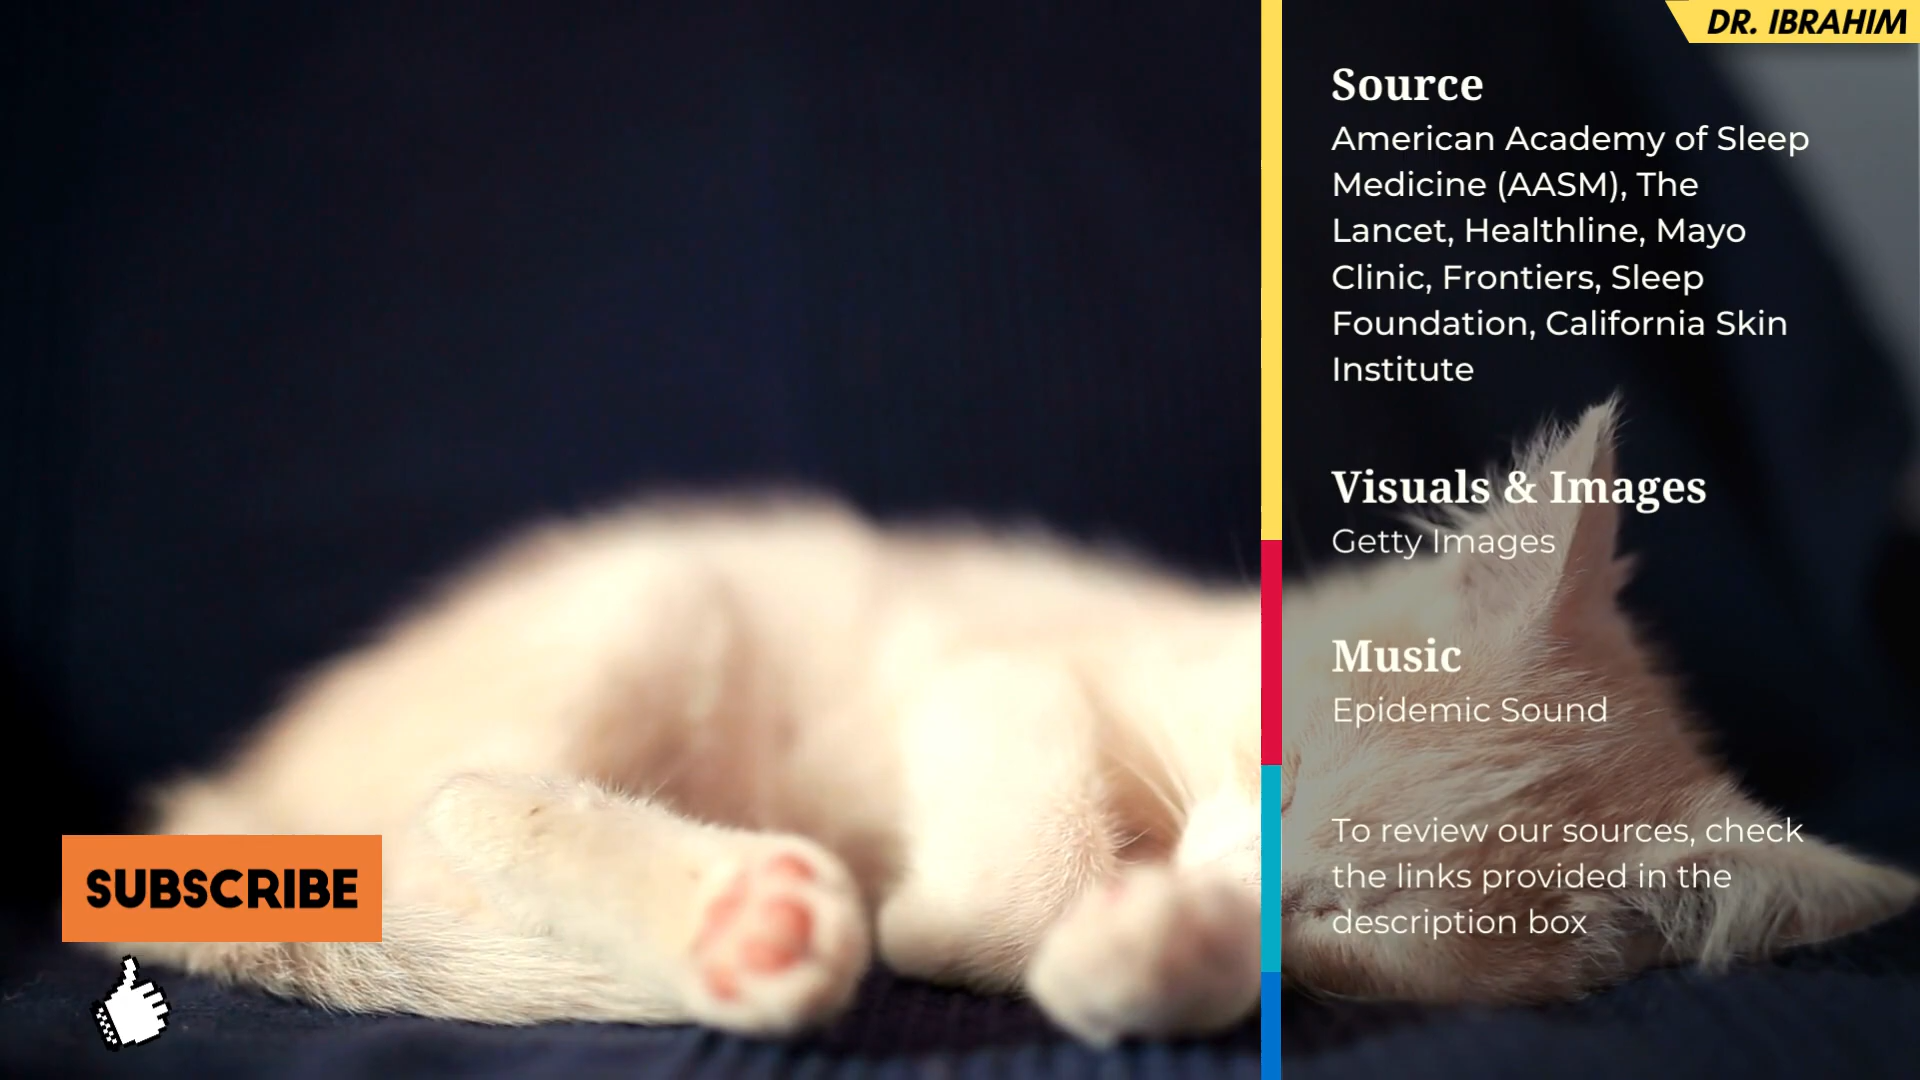 DR. IBRAHIM
Source
American Academy of Sleep
Medicine (AASM), The
Lancet, Healthline, Mayo
Clinic, Frontiers, Sleep
Foundation, California Skin
Institute
Visuals & Images
Getty Images
Music
Epidemic Sound
To review our sources, check
the links provided in the
description box
SUBSCRIBE